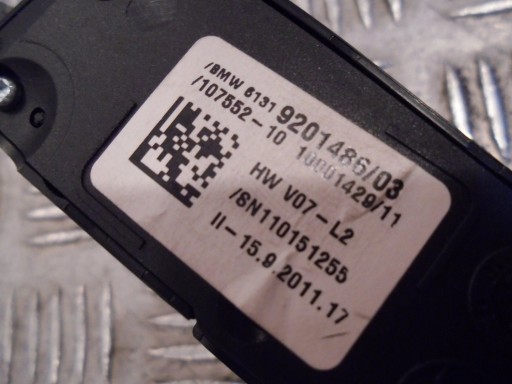 /BMW 6131 9201486/03
/107552-10 10001429/11
HW V07-L2
/SN110151255
II-15.9.2011.17